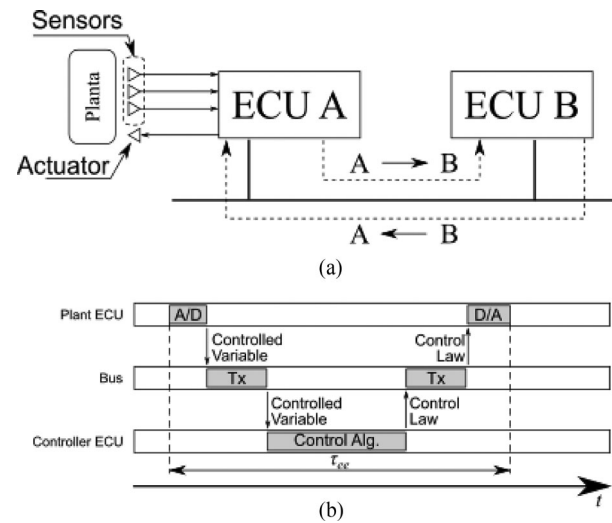 Sensors
Planta
ECU A
ECU B
Actuator
A → B
A ← B
(a)
Plant ECU
A/D
D/A
Controlled
Variable
Control
Law
Bus
Tx
Tx
Controlled
Variable
Control
Law
Controller ECU
Control Alg.
τce
t
(b)